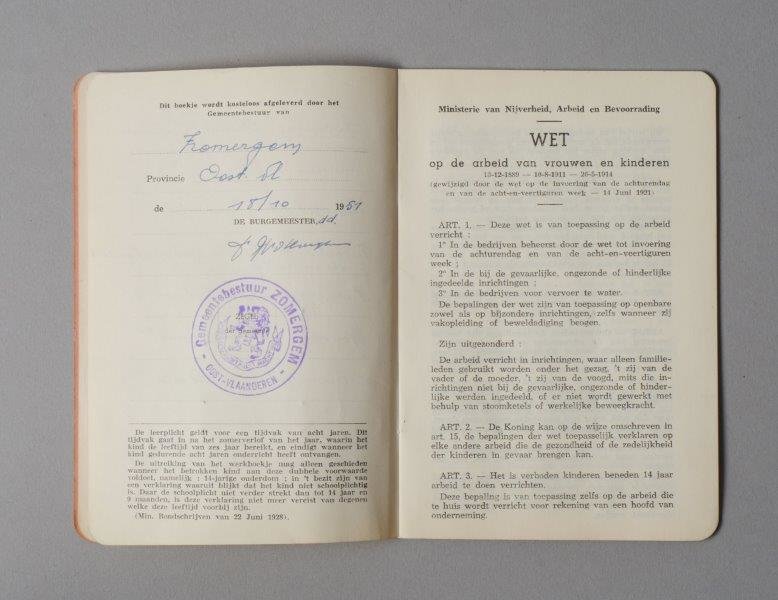 Dit boekje wordt kosteloos afgeleverd door het
Gemeentebestuur van
Zomergem
Provincie Oost. Vl
de 18/10 1951
DE BURGEMEESTER, dd.
Gemeentebestuur ZOMERGEM
ZEGEL
der Gemeente
- OOST-VLAANDEREN -
De leerplicht geldt voor een tijdvak van acht jaren. Dit
tijdvak gaat in na het zomerverlof van het jaar, waarin het
kind de leeftijd van zes jaar bereikt, en eindigt wanneer het
kind gedurende acht jaren onderricht heeft ontvangen.
De uitreiking van het werkboekje mag alleen geschieden
wanneer het betrokken kind aan deze dubbele voorwaarde
voldoet, namelijk : 14-jarige ouderdom ; in 't bezit zijn van
een verklaring waaruit blijkt dat het kind niet schoolplichtig
is. Daar de schoolplicht niet verder strekt dan tot 14 jaar en
9 maanden, is deze verklaring niet meer vereist van degenen
welke deze leeftijd voorbij zijn.
(Min. Rondschrijven van 22 Juni 1928).
Ministerie van Nijverheid, Arbeid en Bevoorrading
WET
op de arbeid van vrouwen en kinderen
13-12-1889 — 10-8-1911 — 26-5-1914
(gewijzigd door de wet op de invoering van de achturendag
en van de acht-en-veertiguren week — 14 Juni 1921)
ART. 1. — Deze wet is van toepassing op de arbeid
verricht :
1° In de bedrijven beheerst door de wet tot invoering
van de achturendag en van de acht-en-veertiguren
week ;
2° In de bij de gevaarlijke, ongezonde of hinderlijke
ingedeelde inrichtingen ;
3° In de bedrijven voor vervoer te water.
De bepalingen der wet zijn van toepassing op openbare
zowel als op bijzondere inrichtingen, zelfs wanneer zij
vakopleiding of beweldadiging beogen.
Zijn uitgezonderd :
De arbeid verricht in inrichtingen, waar alleen familie-
leden gebruikt worden onder het gezag, 't zij van de
vader of de moeder, 't zij van de voogd, mits die in-
richtingen niet bij de gevaarlijke, ongezonde of hinder-
lijke werden ingedeeld, of er niet wordt gewerkt met
behulp van stoomketels of werkelijke beweegkracht.
ART. 2. — De Koning kan op de wijze omschreven in
art. 15, de bepalingen der wet toepasselijk verklaren op
elke andere arbeid die de gezondheid of de zedelijkheid
der kinderen in gevaar brengen kan.
ART. 3. — Het is verboden kinderen beneden 14 jaar
arbeid te doen verrichten.
Deze bepaling is van toepassing zelfs op de arbeid die
te huis wordt verricht voor rekening van een hoofd van
onderneming.